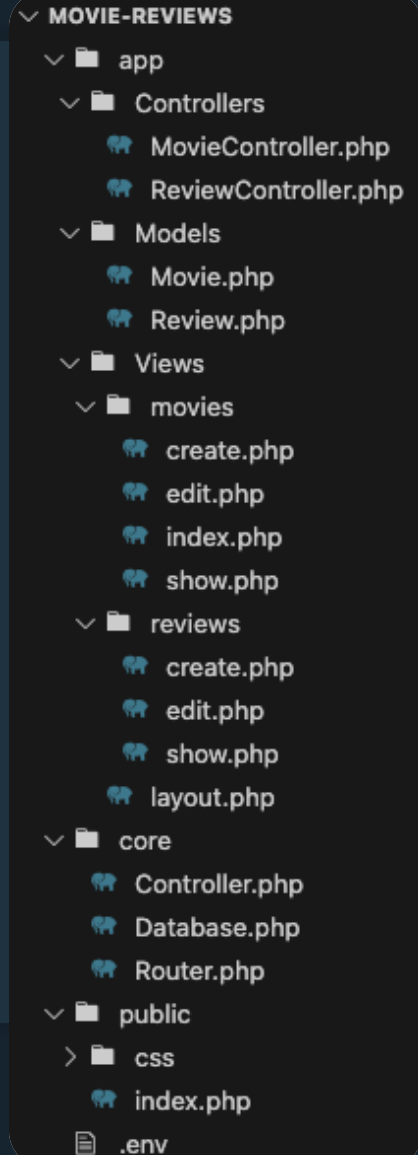 MOVIE-REVIEWS
app
Controllers
MovieController.php
ReviewController.php
Models
Movie.php
Review.php
Views
movies
create.php
edit.php
index.php
show.php
reviews
create.php
edit.php
show.php
layout.php
core
Controller.php
Database.php
Router.php
public
css
index.php
.env